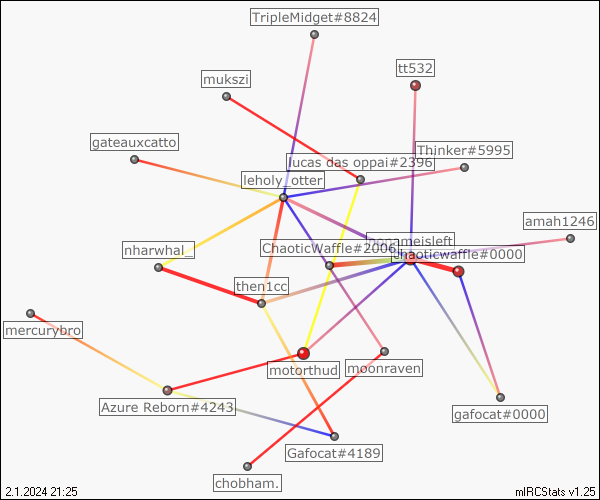 TripleMidget#8824
tt532
mukszi
gateauxcatto
Thinker#5995
lucas das oppai#2396
leholy_otter
amah1246
ChaoticWaffle#2006
chaoticwaffle#0000
nharwhal_
then1cc
mercurybro
motorthud
moonraven
Azure Reborn#4243
gafocat#0000
Gafocat#4189
chobham.
2.1.2024 21:25
mIRCStats v1.25